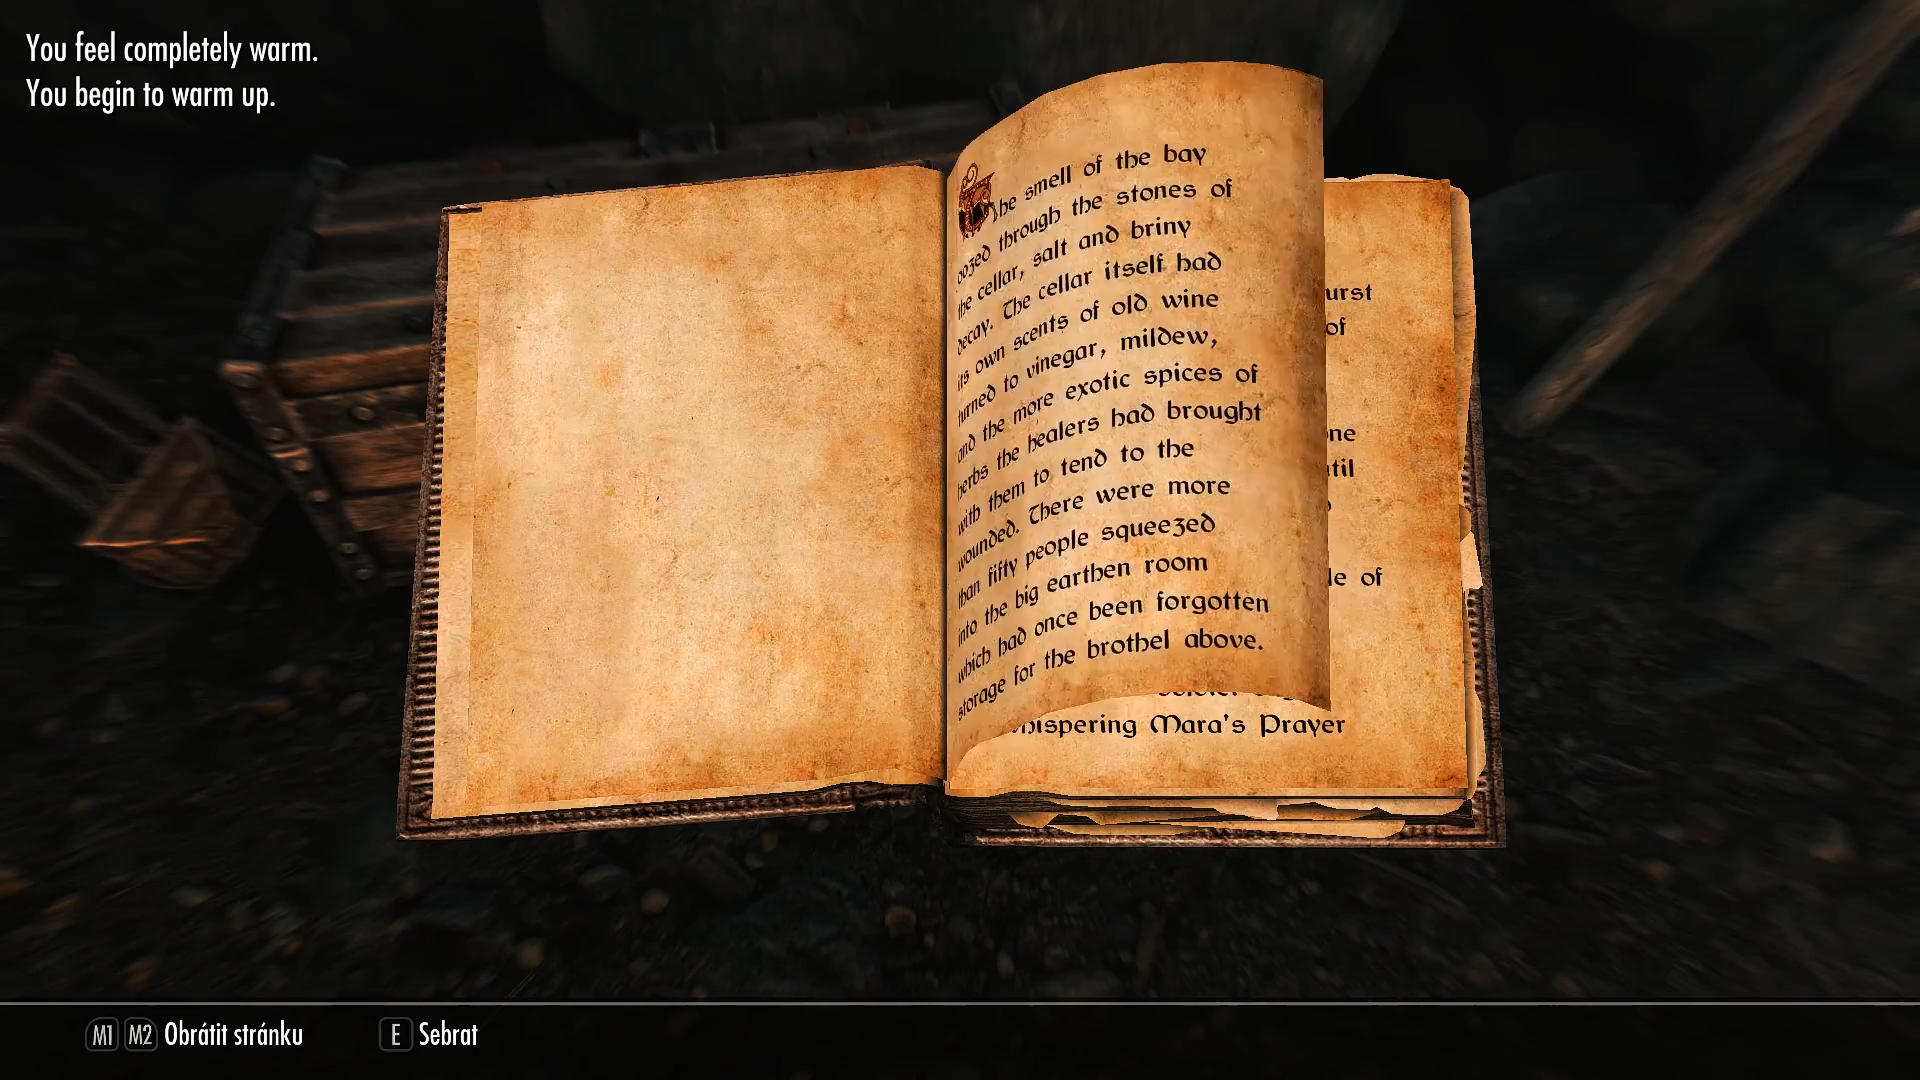 You feel completely warm.
You begin to warm up.
The smell of the bay
oozed through the stones of
the cellar, salt and briny
decay. The cellar itself had
its own scents of old wine
turned to vinegar, mildew,
and the more exotic spices of
herbs the healers had brought
with them to tend to the
wounded. There were more
than fifty people squeezed
into the big earthen room
which had once been forgotten
storage for the brothel above.
of
le of
whispering Mara's Prayer
M1 M2 Obrátit stránku
E Sebrat